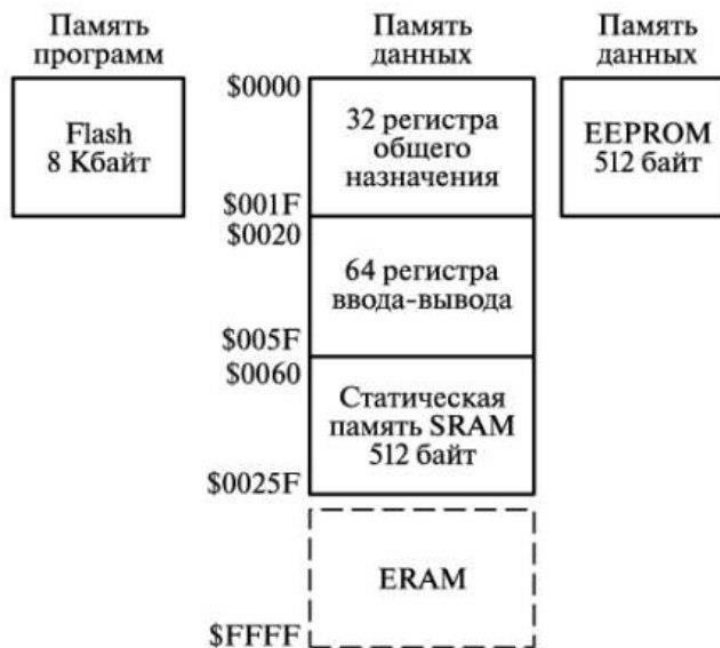 Память
программ
Flash
8 Кбайт
Память
данных
$0000
32 регистра
общего
назначения
$001F
$0020
64 регистра
ввода-вывода
$005F
$0060
Статическая
память SRAM
512 байт
$0025F
ERAM
$FFFF
Память
данных
EEPROM
512 байт